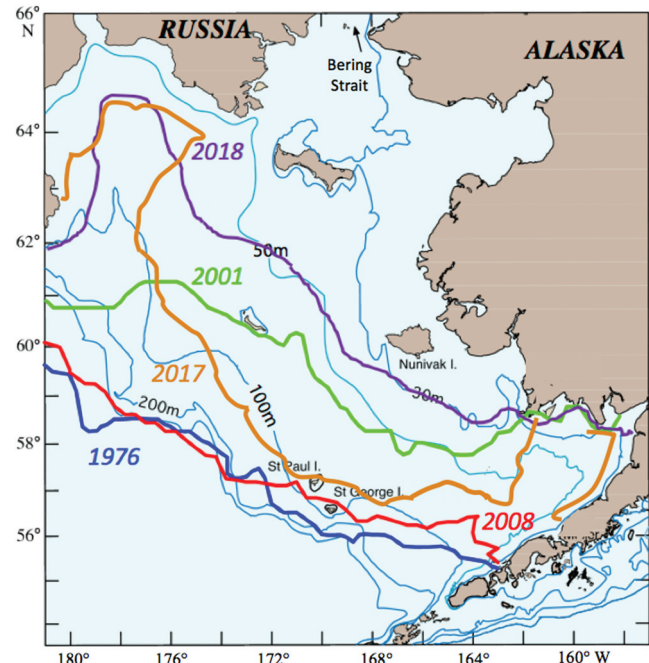 66°
N
RUSSIA
ALASKA
Bering
Strait
64°
2018
62°
50m
2001
60°
Nunivak I.
2017
30m
100m
200m
58°
1976
St Paul I.
St George I.
2008
56°
180°
176°
172°
168°
164°
160° W